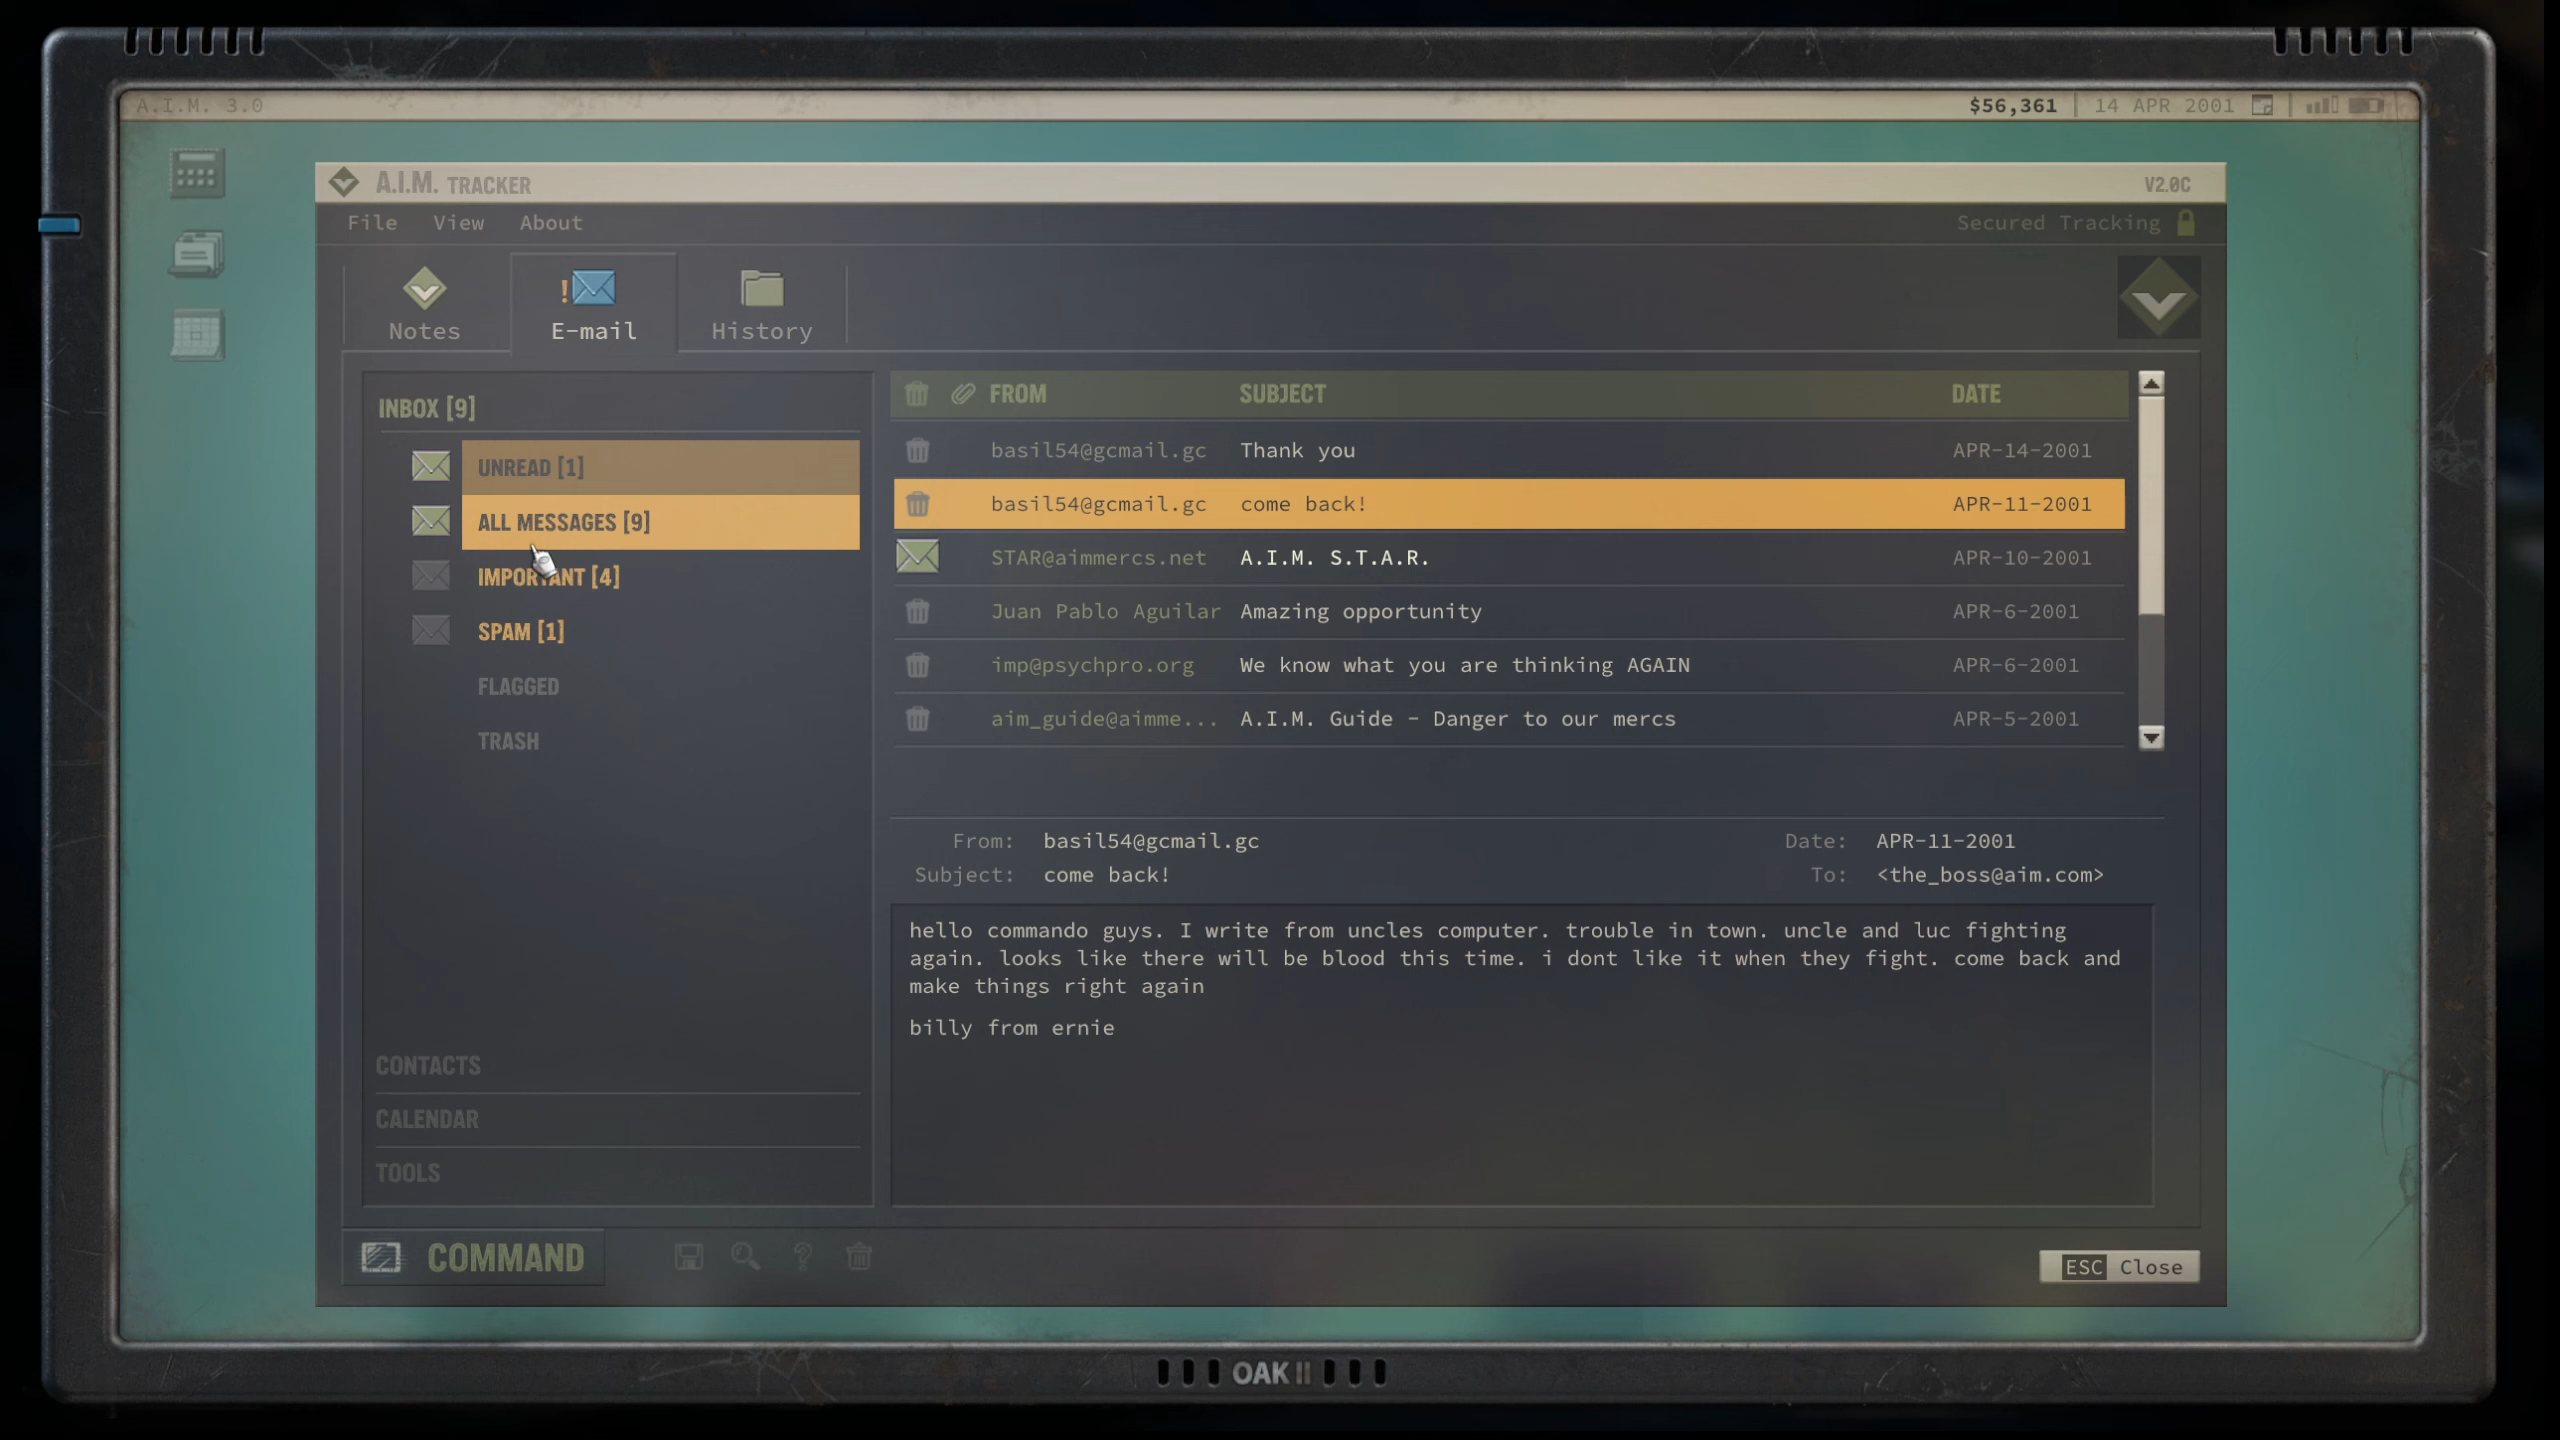 A.I.M. 3.0
$56,361 | 14 APR 2001
A.I.M. TRACKER
V2.0C
File View About
Secured Tracking
Notes
! E-mail
History
INBOX [9]
UNREAD [1]
ALL MESSAGES [9]
IMPORTANT [4]
SPAM [1]
FLAGGED
TRASH
CONTACTS
CALENDAR
TOOLS
FROM SUBJECT DATE
basil54@gcmail.gc Thank you APR-14-2001
basil54@gcmail.gc come back! APR-11-2001
STAR@aimmercs.net A.I.M. S.T.A.R. APR-10-2001
Juan Pablo Aguilar Amazing opportunity APR-6-2001
imp@psychpro.org We know what you are thinking AGAIN APR-6-2001
aim_guide@aimme... A.I.M. Guide - Danger to our mercs APR-5-2001
From: basil54@gcmail.gc Date: APR-11-2001
Subject: come back! To: <the_boss@aim.com>
hello commando guys. I write from uncles computer. trouble in town. uncle and luc fighting
again. looks like there will be blood this time. i dont like it when they fight. come back and
make things right again
billy from ernie
COMMAND
?
ESC Close
OAK II